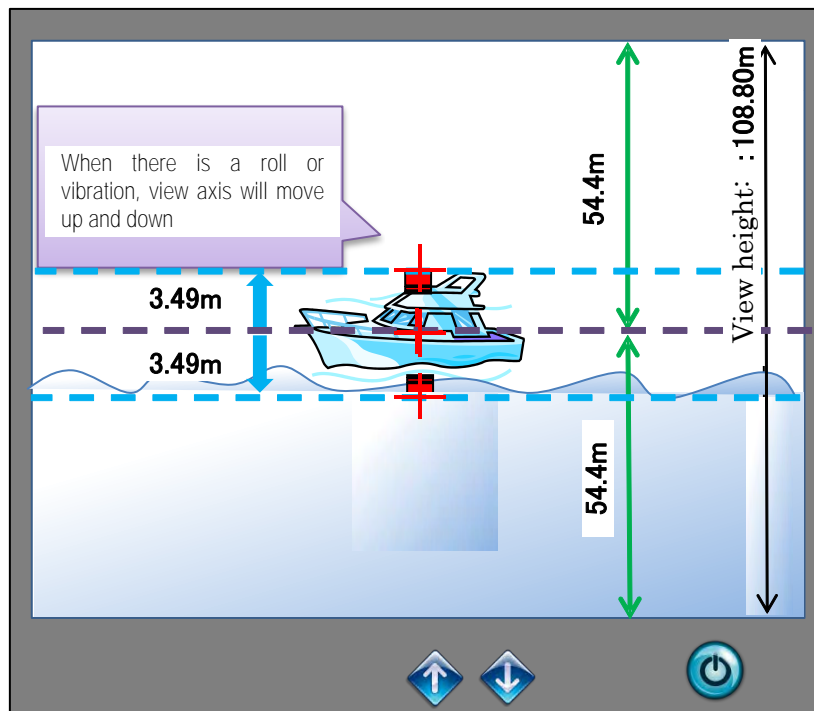 When there is a roll or
vibration, view axis will move
up and down
3.49m
3.49m
54.4m
54.4m
View height: : 108.80m